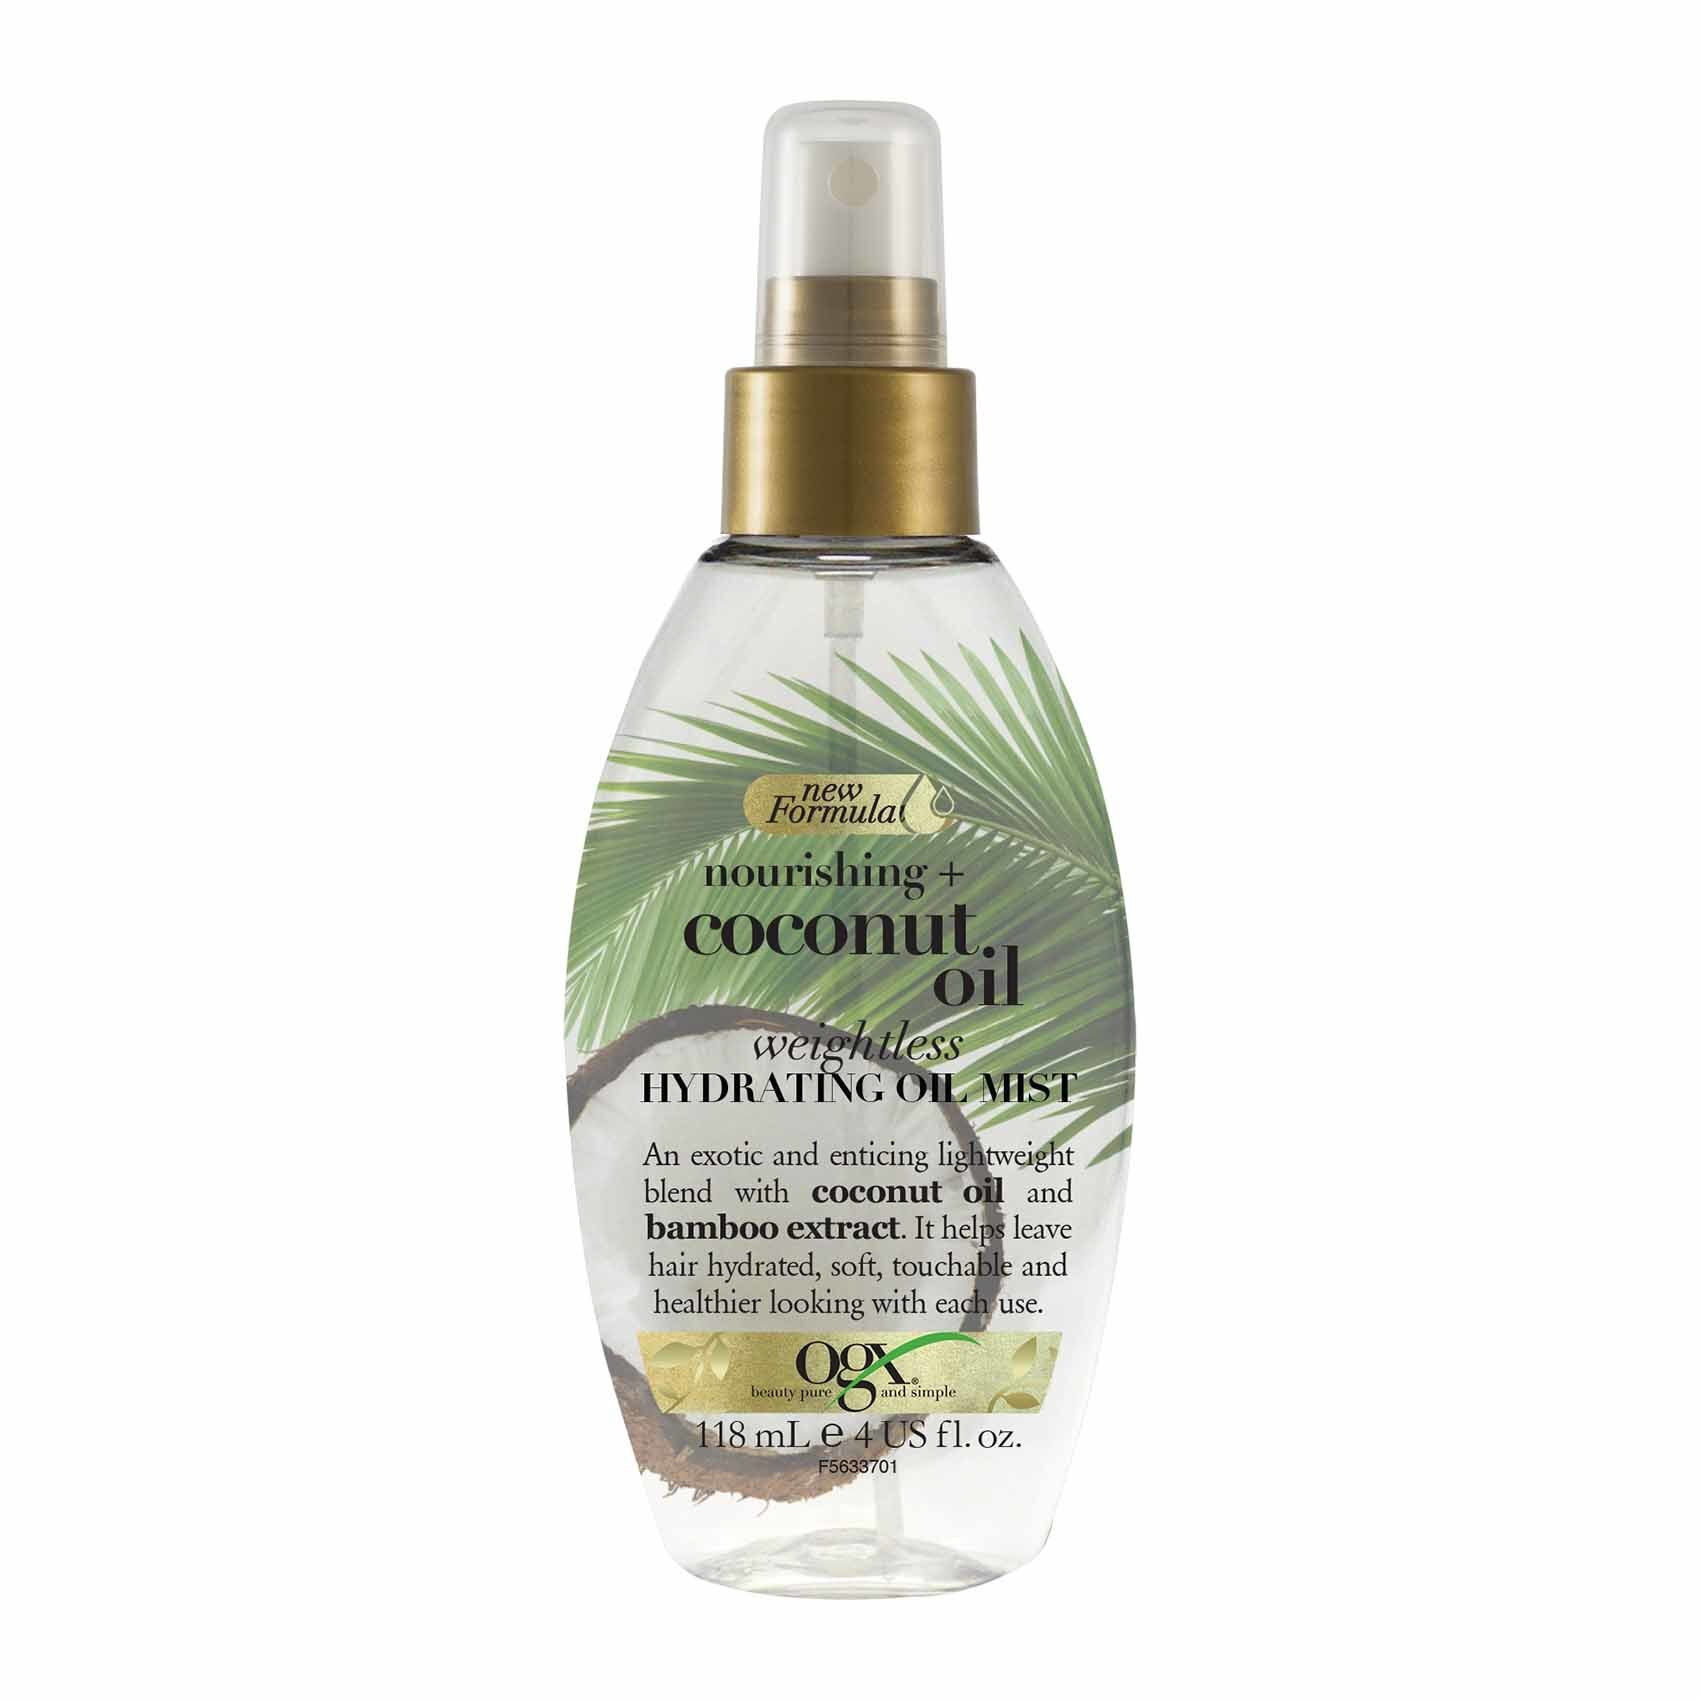 new
Formula
nourishing +
coconut
oil
weightless
HYDRATING OIL MIST
An exotic and enticing lightweight
blend with coconut oil and
bamboo extract. It helps leave
hair hydrated, soft, touchable and
healthier looking with each use.
ogx®
beauty pure and simple
118 mL e 4 US fl. oz.
F5633701